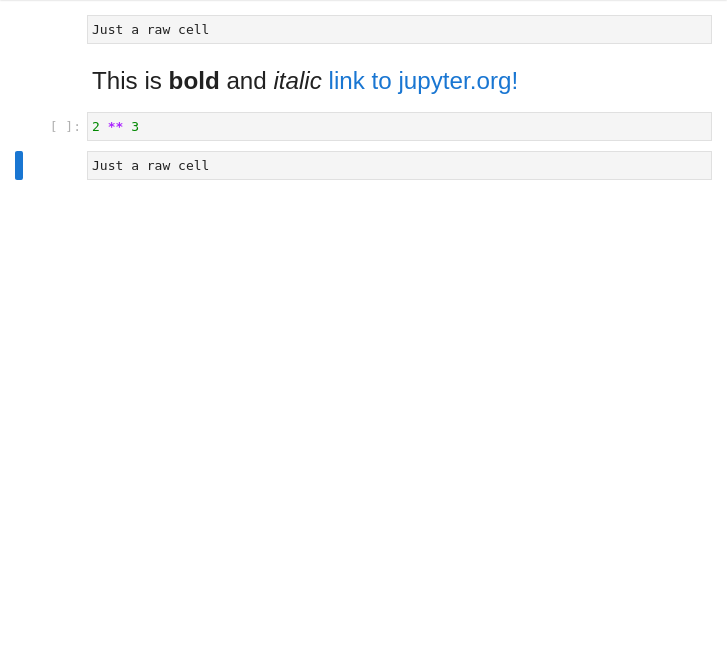 Just a raw cell
This is bold and italic link to jupyter.org!
[ ]: 2 ** 3
Just a raw cell